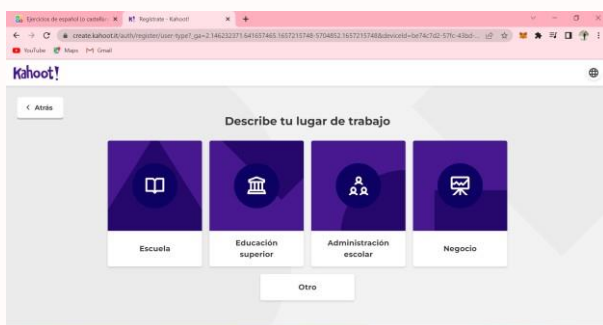 Ejercicios de español (o castella
K! Regístrate - Kahoot!
create.kahoot.it/auth/register/user-type?_ga=2.146232371.641657465.1657215748-5704852.1657215748&deviceId=be74c7d2-57fc-43bd-...
YouTube Maps Gmail
Kahoot!
Atrás
Describe tu lugar de trabajo
Escuela
Educación
superior
Administración
escolar
Negocio
Otro